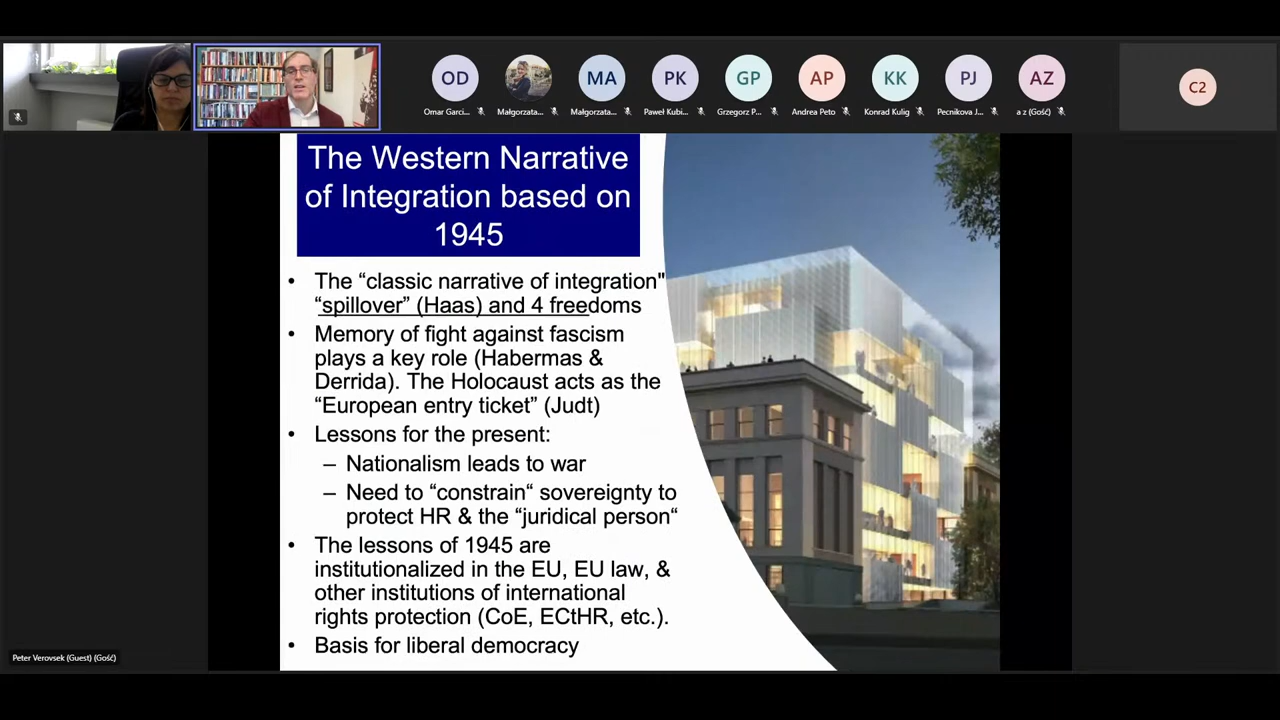 OD
MA
PK
GP
AP
KK
PJ
AZ
C2
Omar Garci...
Małgorzata...
Małgorzata...
Paweł Kubi...
Grzegorz P...
Andrea Peto
Konrad Kulig
Pecnikova J...
a z (Gość)
The Western Narrative
of Integration based on
1945
• The “classic narrative of integration"
“spillover” (Haas) and 4 freedoms
• Memory of fight against fascism
plays a key role (Habermas &
Derrida). The Holocaust acts as the
“European entry ticket” (Judt)
• Lessons for the present:
– Nationalism leads to war
– Need to “constrain“ sovereignty to
protect HR & the “juridical person“
• The lessons of 1945 are
institutionalized in the EU, EU law, &
other institutions of international
rights protection (CoE, ECtHR, etc.).
• Basis for liberal democracy
Peter Verovsek (Guest) (Gość)